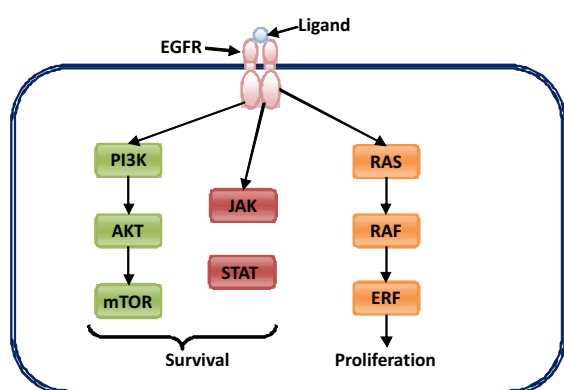 Ligand
EGFR
PI3K
RAS
JAK
AKT
RAF
STAT
mTOR
ERF
Survival
Proliferation